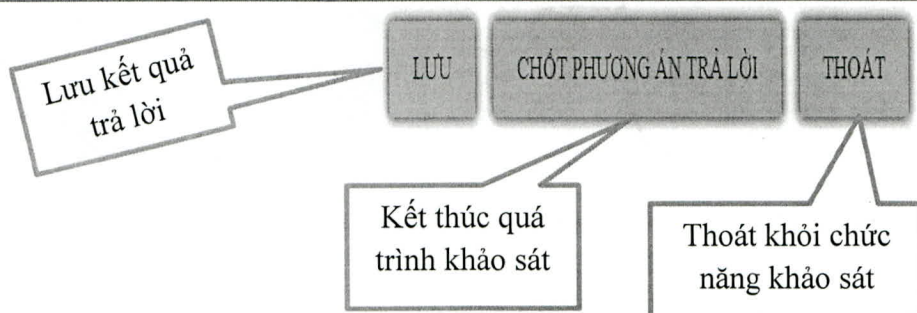 LƯU
CHỐT PHƯƠNG ÁN TRẢ LỜI
THOÁT
Lưu kết quả
trả lời
Kết thúc quá
trình khảo sát
Thoát khỏi chức
năng khảo sát